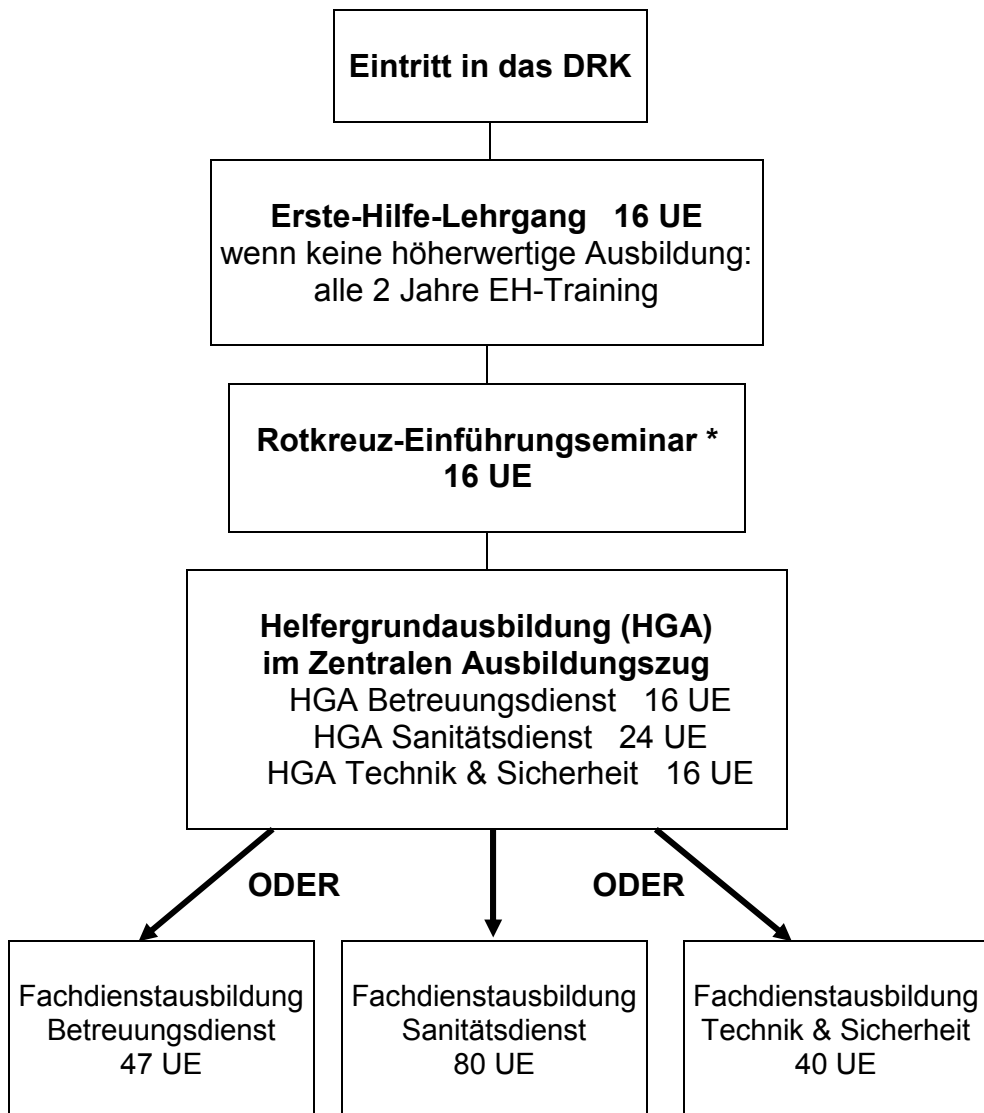 Eintritt in das DRK
Erste-Hilfe-Lehrgang 16 UE
wenn keine höherwertige Ausbildung:
alle 2 Jahre EH-Training
Rotkreuz-Einführungseminar *
16 UE
Helfergrundausbildung (HGA)
im Zentralen Ausbildungszug
HGA Betreuungsdienst 16 UE
HGA Sanitätsdienst 24 UE
HGA Technik & Sicherheit 16 UE
ODER
ODER
Fachdienstausbildung
Betreuungsdienst
47 UE
Fachdienstausbildung
Sanitätsdienst
80 UE
Fachdienstausbildung
Technik & Sicherheit
40 UE